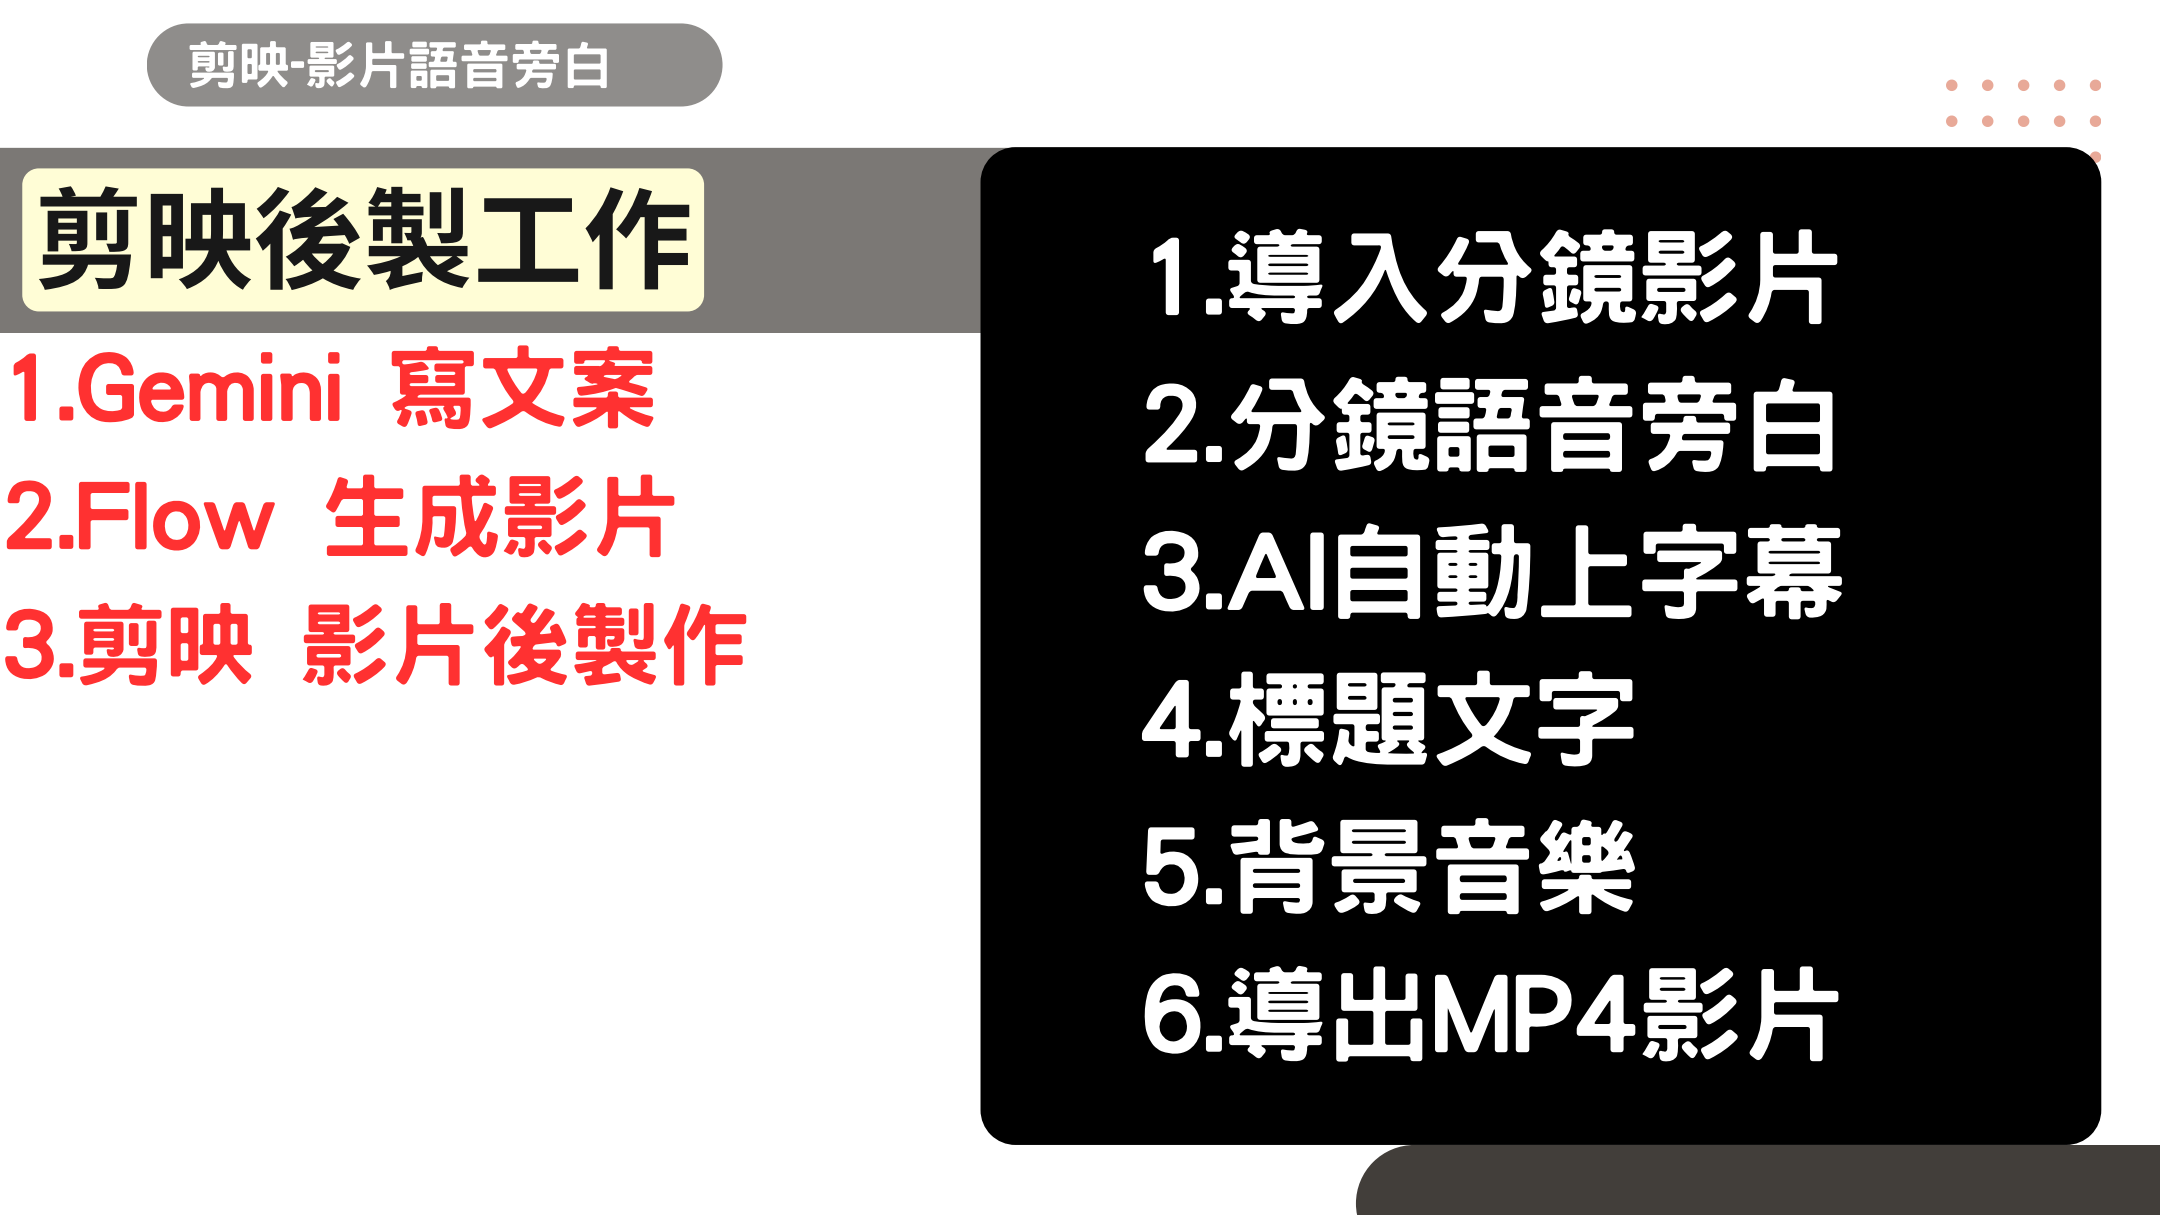 剪映-影片語音旁白
剪映後製工作
1.Gemini 寫文案
2.Flow 生成影片
3.剪映 影片後製作
1.導入分鏡影片
2.分鏡語音旁白
3.AI自動上字幕
4.標題文字
5.背景音樂
6.導出MP4影片